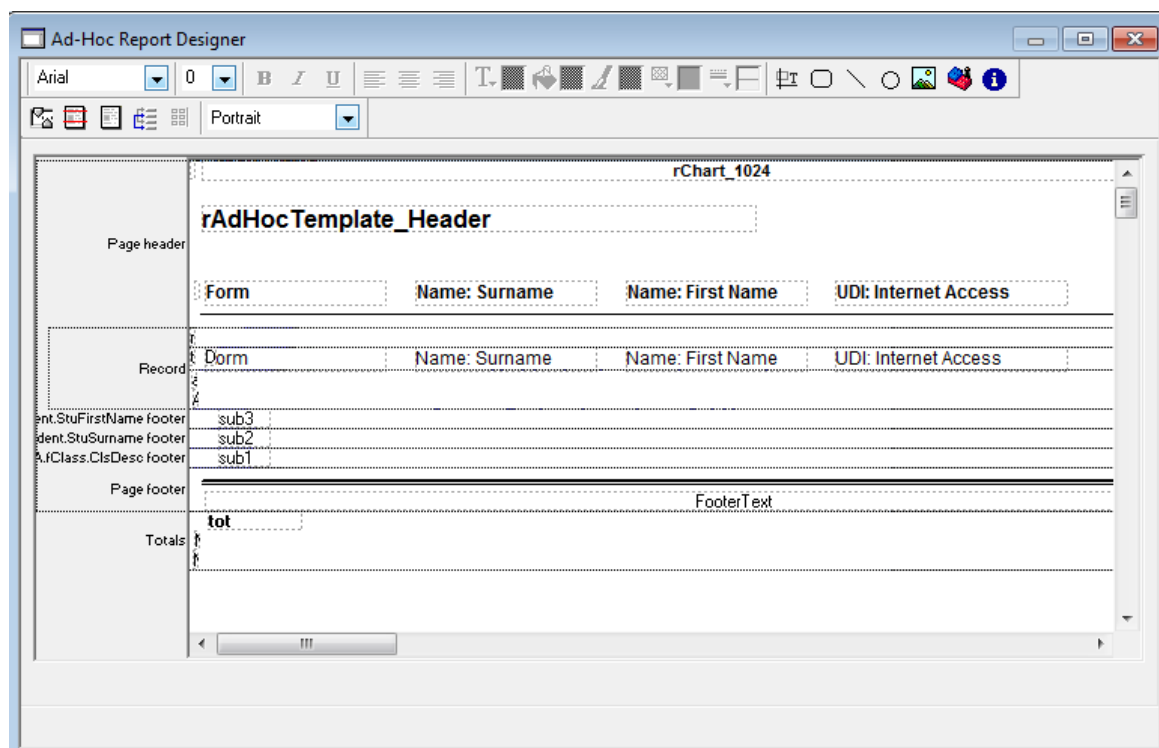 Ad-Hoc Report Designer
Arial 0 B I U T T i
Portrait
rChart_1024
rAdHocTemplate_Header
Page header
Form Name: Surname Name: First Name UDI: Internet Access
Record Dorm Name: Surname Name: First Name UDI: Internet Access
ent.StuFirstName footer sub3
dent.StuSurname footer sub2
A.fClass.ClsDesc footer sub1
Page footer
FooterText
tot
Totals